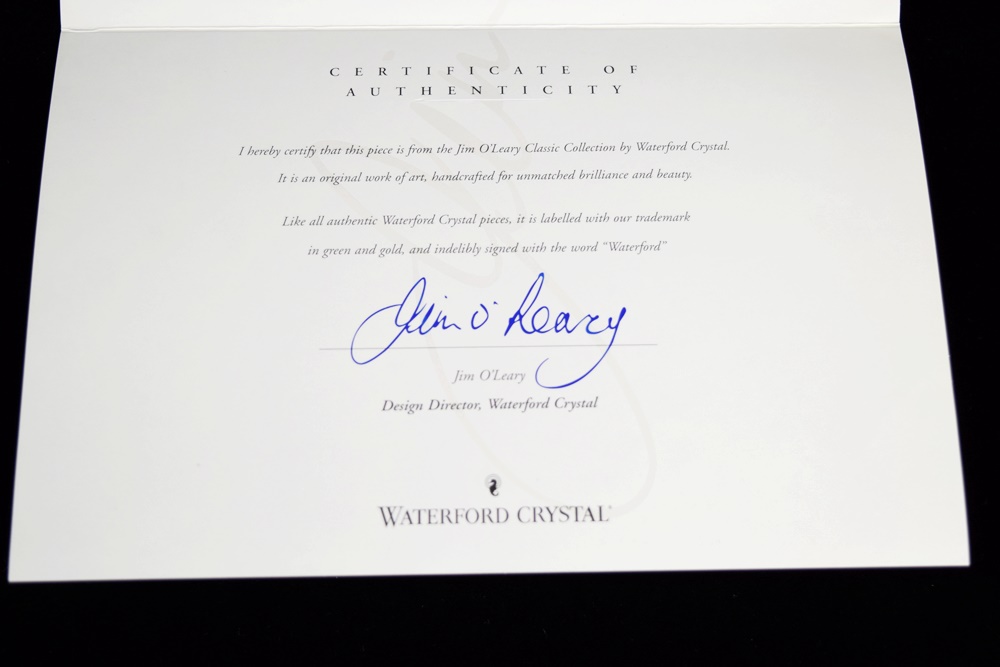 CERTIFICATE OF
AUTHENTICITY
I hereby certify that this piece is from the Jim O'Leary Classic Collection by Waterford Crystal.
It is an original work of art, handcrafted for unmatched brilliance and beauty.
Like all authentic Waterford Crystal pieces, it is labelled with our trademark
in green and gold, and indelibly signed with the word "Waterford"
Jim O'Leary
Jim O'Leary
Design Director, Waterford Crystal
WATERFORD CRYSTAL